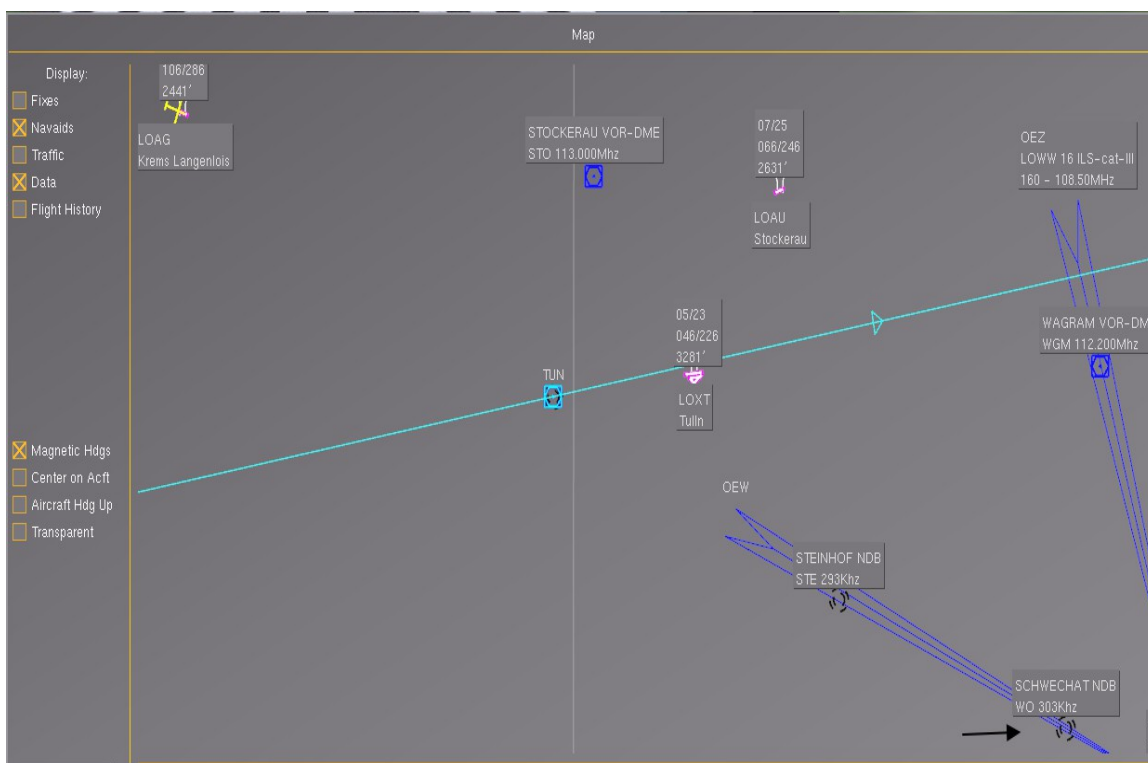 Map
Display:
Fixes
Navaids
Traffic
Data
Flight History
Magnetic Hdgs
Center on Acft
Aircraft Hdg Up
Transparent
106/286
2441'
LOAG
Krems Langenlois
STOCKERAU VOR-DME
STO 113.000Mhz
07/25
066/246
2631'
LOAU
Stockerau
OEZ
LOWW 16 ILS-cat-III
160 - 108.50MHz
05/23
046/226
3281'
LOXT
Tulln
TUN
WAGRAM VOR-DM
WGM 112.200Mhz
OEW
STEINHOF NDB
STE 293Khz
SCHWECHAT NDB
WO 303Khz